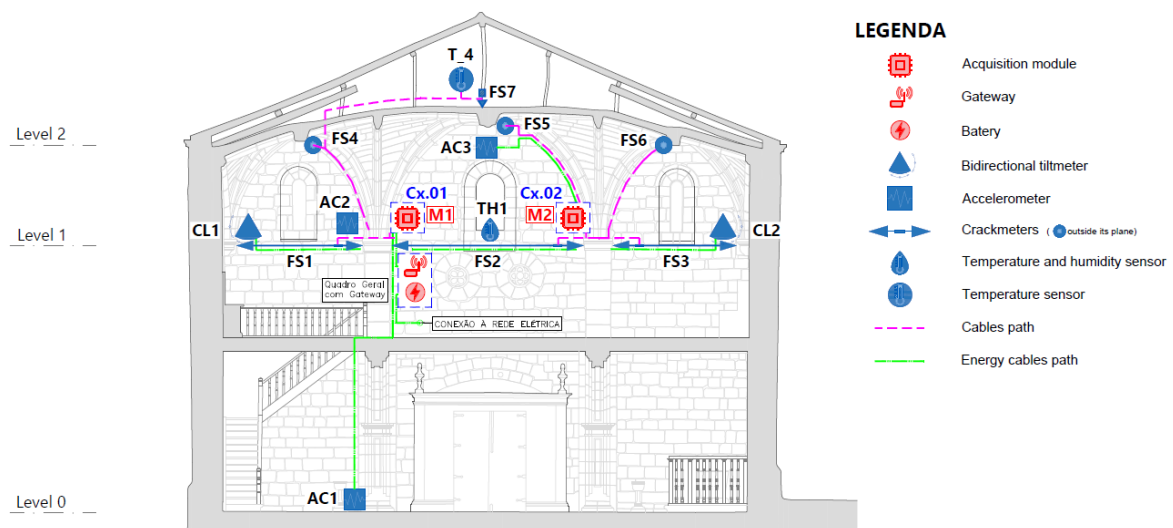 LEGENDA
Acquisition module
Gateway
Batery
Bidirectional tiltmeter
Accelerometer
Crackmeters ( outside its plane)
Temperature and humidity sensor
Temperature sensor
Cables path
Energy cables path
T_4
FS7
Level 2
FS4
FS5
FS6
AC3
Cx.01
Cx.02
AC2
M1
TH1
M2
CL1
CL2
Level 1
FS1
FS2
FS3
Quadro Geral
com Gateway
CONEXÃO À REDE ELÉTRICA
AC1
Level 0